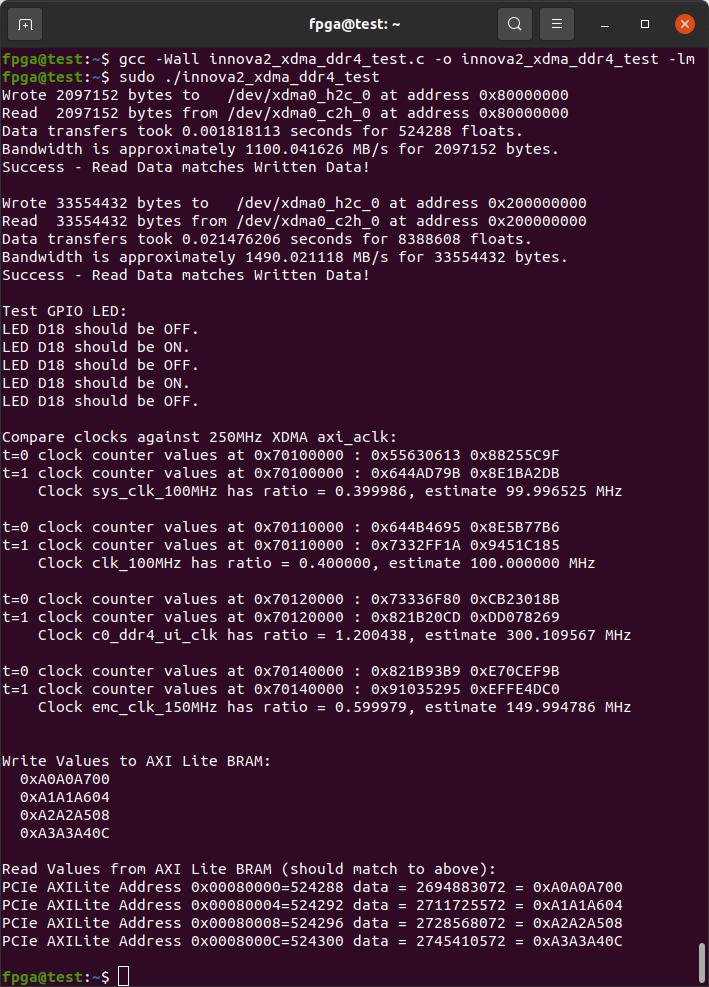 fpga@test: ~
fpga@test:~$ gcc -Wall innova2_xdma_ddr4_test.c -o innova2_xdma_ddr4_test -lm
fpga@test:~$ sudo ./innova2_xdma_ddr4_test
Wrote 2097152 bytes to   /dev/xdma0_h2c_0 at address 0x80000000
Read  2097152 bytes from /dev/xdma0_c2h_0 at address 0x80000000
Data transfers took 0.001818113 seconds for 524288 floats.
Bandwidth is approximately 1100.041626 MB/s for 2097152 bytes.
Success - Read Data matches Written Data!
Wrote 33554432 bytes to   /dev/xdma0_h2c_0 at address 0x200000000
Read  33554432 bytes from /dev/xdma0_c2h_0 at address 0x200000000
Data transfers took 0.021476206 seconds for 8388608 floats.
Bandwidth is approximately 1490.021118 MB/s for 33554432 bytes.
Success - Read Data matches Written Data!
Test GPIO LED:
LED D18 should be OFF.
LED D18 should be ON.
LED D18 should be OFF.
LED D18 should be ON.
LED D18 should be OFF.
Compare clocks against 250MHz XDMA axi_aclk:
t=0 clock counter values at 0x70100000 : 0x55630613 0x88255C9F
t=1 clock counter values at 0x70100000 : 0x644AD79B 0x8E1BA2DB
    Clock sys_clk_100MHz has ratio = 0.399986, estimate 99.996525 MHz
t=0 clock counter values at 0x70110000 : 0x644B4695 0x8E5B77B6
t=1 clock counter values at 0x70110000 : 0x7332FF1A 0x9451C185
    Clock clk_100MHz has ratio = 0.400000, estimate 100.000000 MHz
t=0 clock counter values at 0x70120000 : 0x73336F80 0xCB23018B
t=1 clock counter values at 0x70120000 : 0x821B20CD 0xDD078269
    Clock c0_ddr4_ui_clk has ratio = 1.200438, estimate 300.109567 MHz
t=0 clock counter values at 0x70140000 : 0x821B93B9 0xE70CEF9B
t=1 clock counter values at 0x70140000 : 0x91035295 0xEFFE4DC0
    Clock emc_clk_150MHz has ratio = 0.599979, estimate 149.994786 MHz
Write Values to AXI Lite BRAM:
  0xA0A0A700
  0xA1A1A604
  0xA2A2A508
  0xA3A3A40C
Read Values from AXI Lite BRAM (should match to above):
PCIe AXILite Address 0x00080000=524288 data = 2694883072 = 0xA0A0A700
PCIe AXILite Address 0x00080004=524292 data = 2711725572 = 0xA1A1A604
PCIe AXILite Address 0x00080008=524296 data = 2728568072 = 0xA2A2A508
PCIe AXILite Address 0x0008000C=524300 data = 2745410572 = 0xA3A3A40C
fpga@test:~$